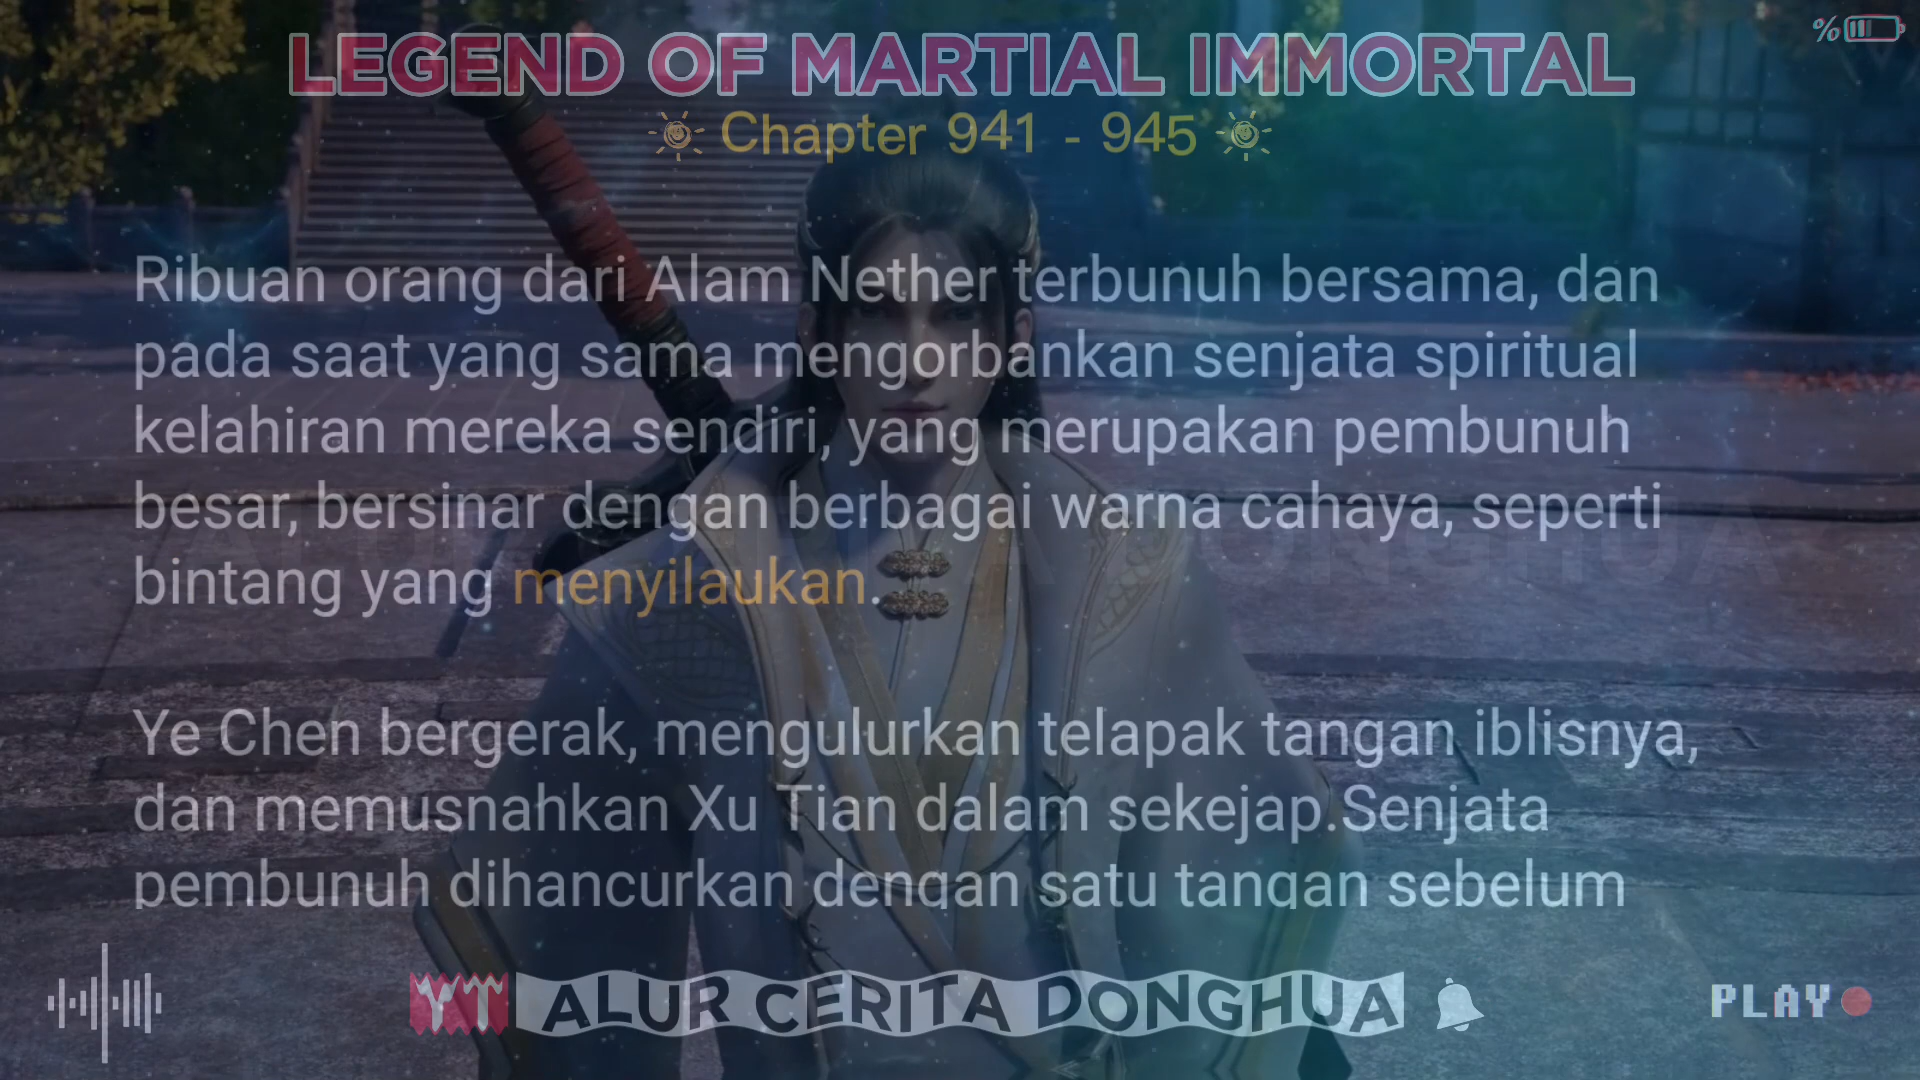 LEGEND OF MARTIAL IMMORTAL
%
Chapter 941 - 945
Ribuan orang dari Alam Nether terbunuh bersama, dan
pada saat yang sama mengorbankan senjata spiritual
kelahiran mereka sendiri, yang merupakan pembunuh
besar, bersinar dengan berbagai warna cahaya, seperti
bintang yang menyilaukan.
Ye Chen bergerak, mengulurkan telapak tangan iblisnya,
dan memusnahkan Xu Tian dalam sekejap.Senjata
pembunuh dihancurkan dengan satu tangan sebelum
YT ALUR CERITA DONGHUA
PLAY